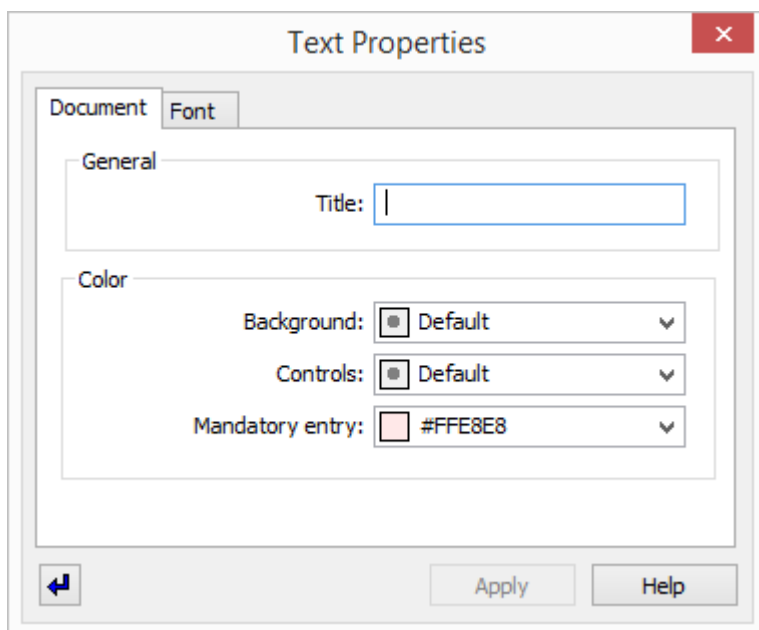 Text Properties
Document Font
General
Title:
Color
Background: Default
Controls: Default
Mandatory entry: #FFE8E8
Apply Help